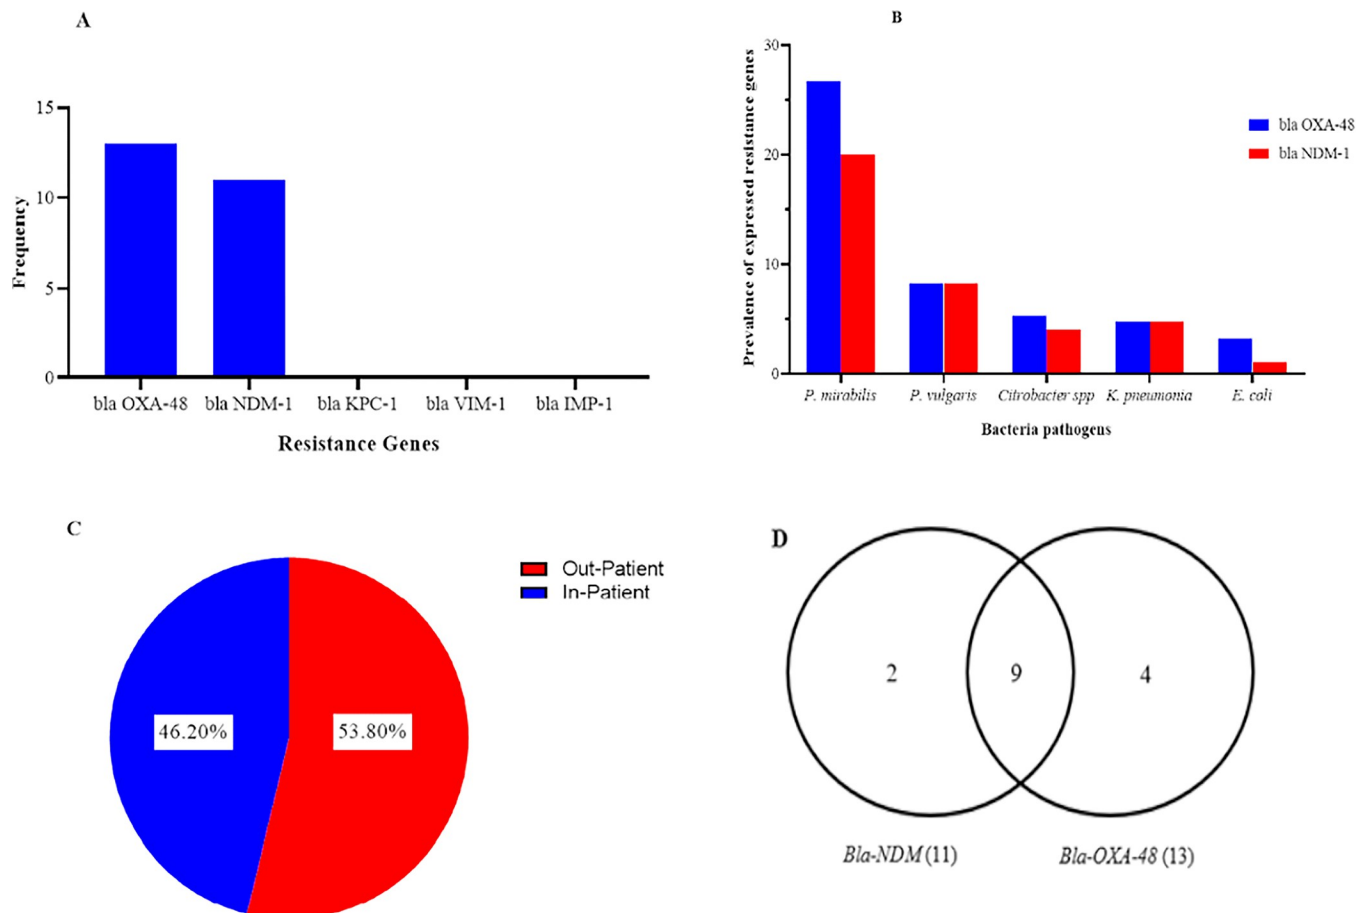 A
Frequency
15
10
5
0
bla OXA-48 bla NDM-1 bla KPC-1 bla VIM-1 bla IMP-1
Resistance Genes
B
Prevalence of expressed resistance genes
30
20
10
0
P. mirabilis P. vulgaris Citrobacter spp K. pneumonia E. coli
Bacteria pathogens
bla OXA-48
bla NDM-1
C
46.20% 53.80%
Out-Patient
In-Patient
D
2 9 4
Bla-NDM (11) Bla-OXA-48 (13)